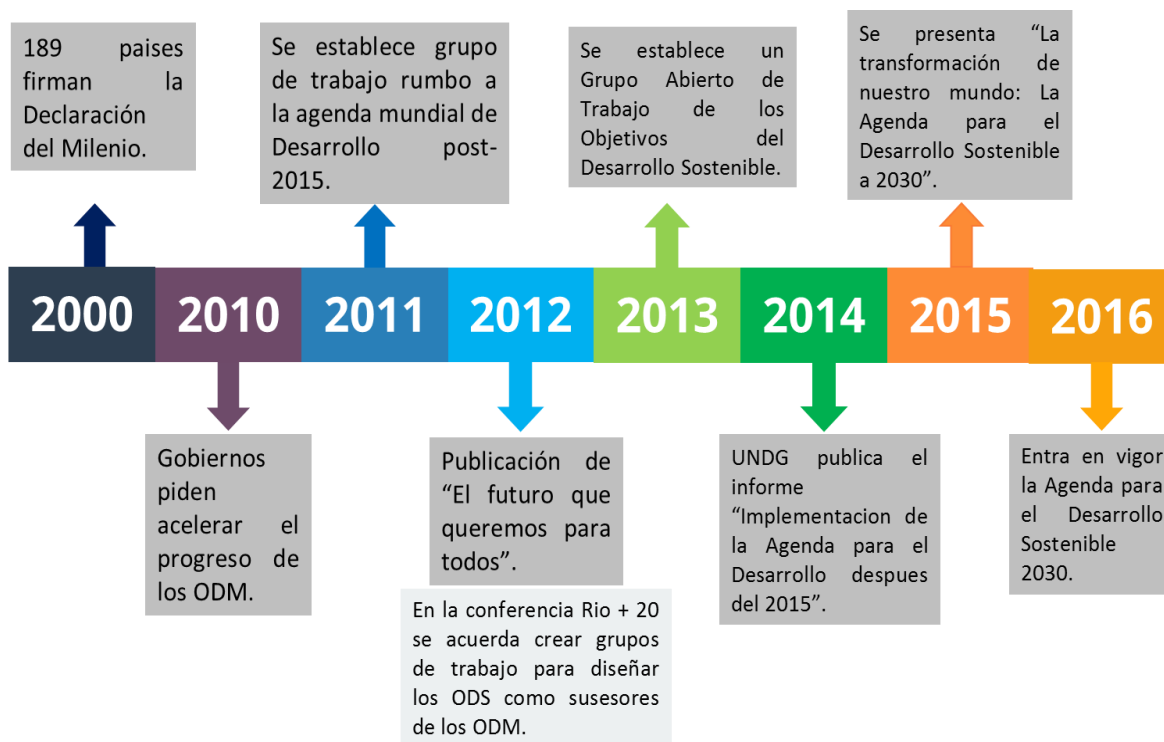 189 paises
firman la
Declaración
del Milenio.
Se establece grupo
de trabajo rumbo a
la agenda mundial de
Desarrollo post-
2015.
Se establece un
Grupo Abierto de
Trabajo de los
Objetivos del
Desarrollo Sostenible.
Se presenta “La
transformación de
nuestro mundo: La
Agenda para el
Desarrollo Sostenible
a 2030”.
2000 2010 2011 2012 2013 2014 2015 2016
Gobiernos
piden
acelerar el
progreso de
los ODM.
Publicación de
“El futuro que
queremos para
todos”.
En la conferencia Rio + 20
se acuerda crear grupos
de trabajo para diseñar
los ODS como susesores
de los ODM.
UNDG publica el
informe
“Implementacion de
la Agenda para el
Desarrollo despues
del 2015”.
Entra en vigor
la Agenda para
el Desarrollo
Sostenible
2030.